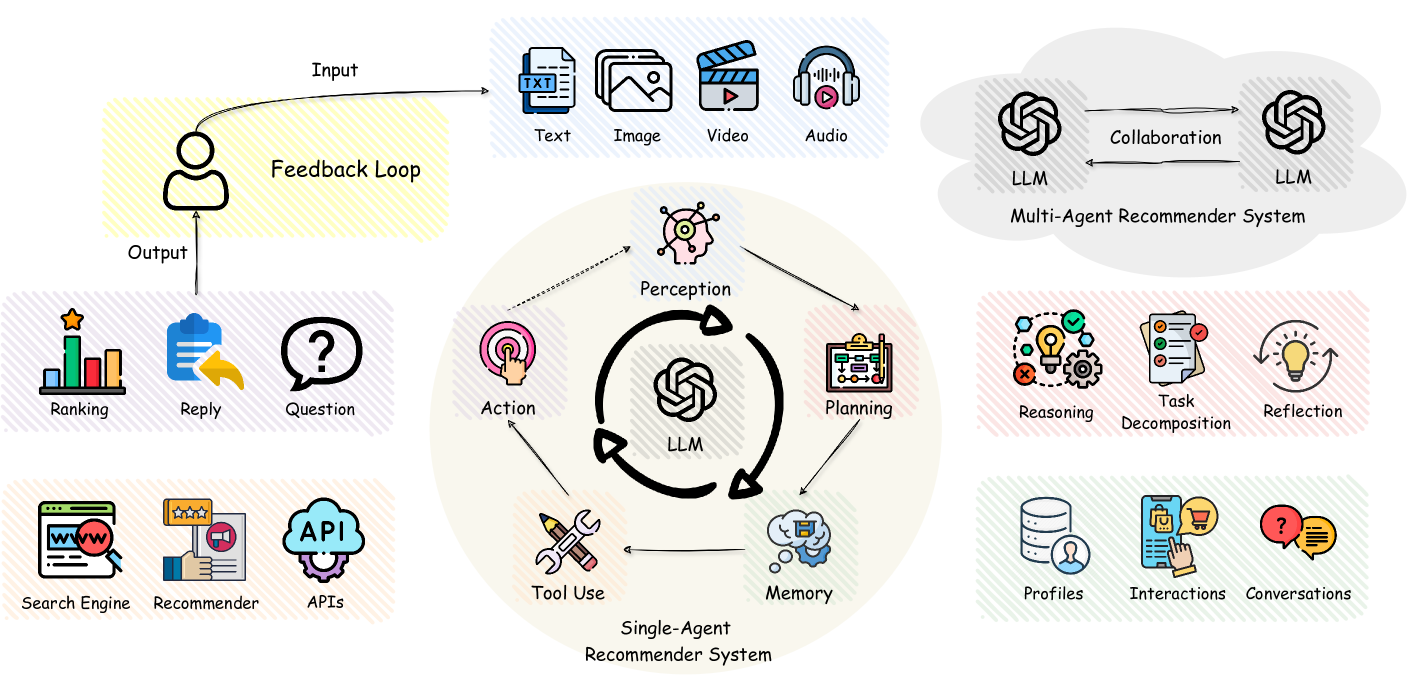 Input
TXT
Text
Image
Video
Audio
Feedback Loop
Output
LLM
Collaboration
LLM
Multi-Agent Recommender System
Perception
Action
Planning
LLM
Tool Use
Memory
Single-Agent
Recommender System
Ranking
Reply
?
Question
Reasoning
Task
Decomposition
Reflection
WWW
Search Engine
Recommender
API
APIs
Profiles
Interactions
?
Conversations